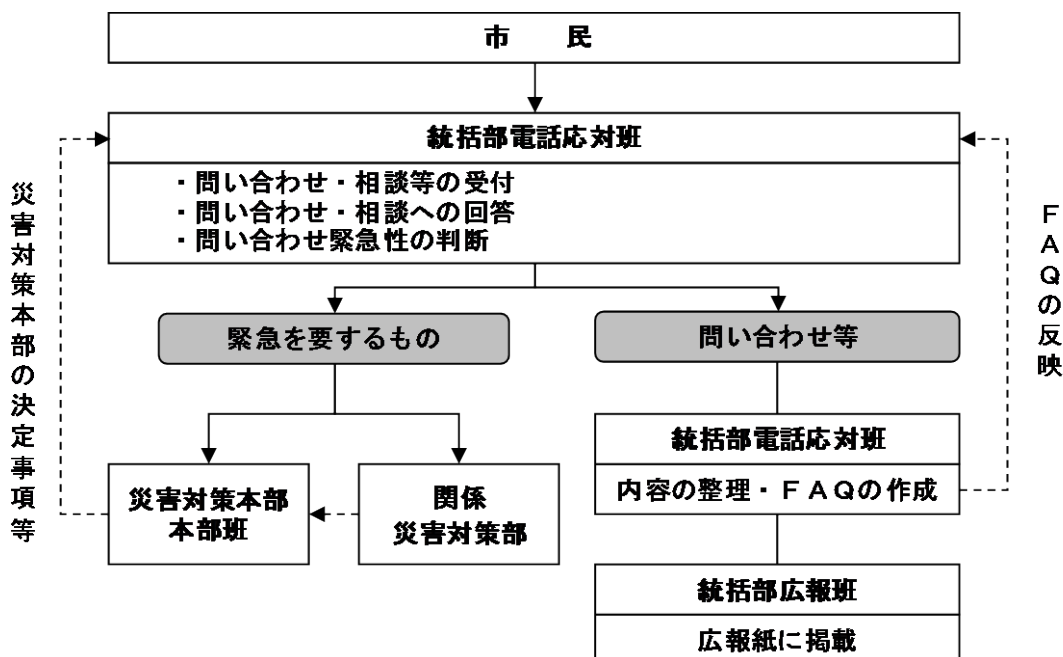 市　民
統括部電話応対班
・問い合わせ・相談等の受付
・問い合わせ・相談への回答
・問い合わせ緊急性の判断
緊急を要するもの
問い合わせ等
災害対策本部
本部班
関係
災害対策部
統括部電話応対班
内容の整理・ＦＡＱの作成
統括部広報班
広報紙に掲載
災害対策本部の決定事項等
ＦＡＱの反映